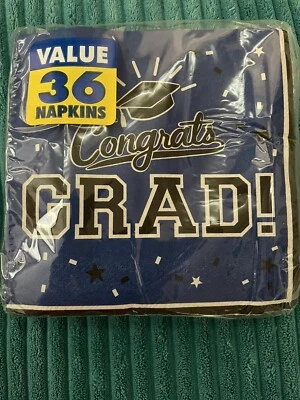 VALUE
36
NAPKINS
Congrats
GRAD!